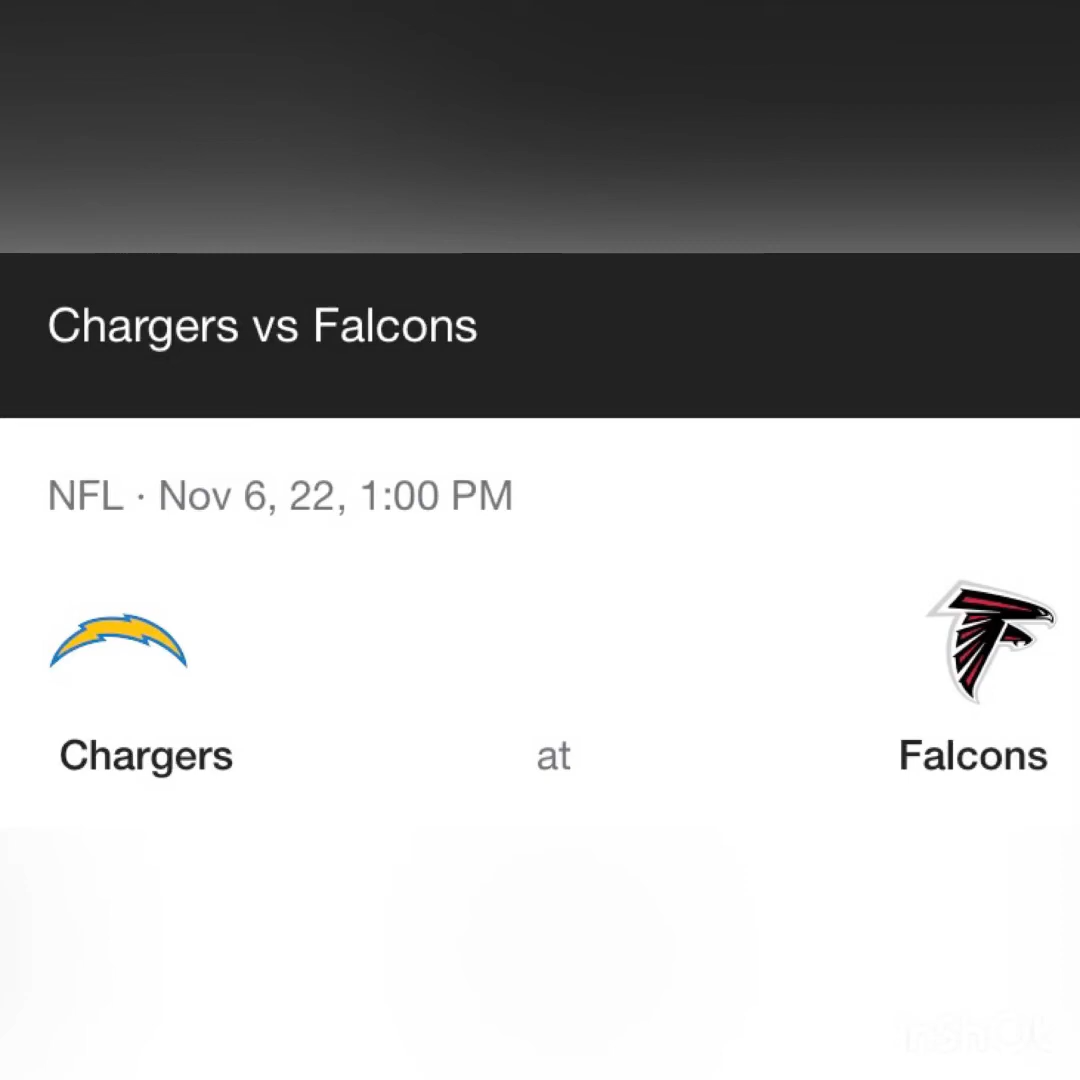 Chargers vs Falcons
NFL · Nov 6, 22, 1:00 PM
Chargers at Falcons